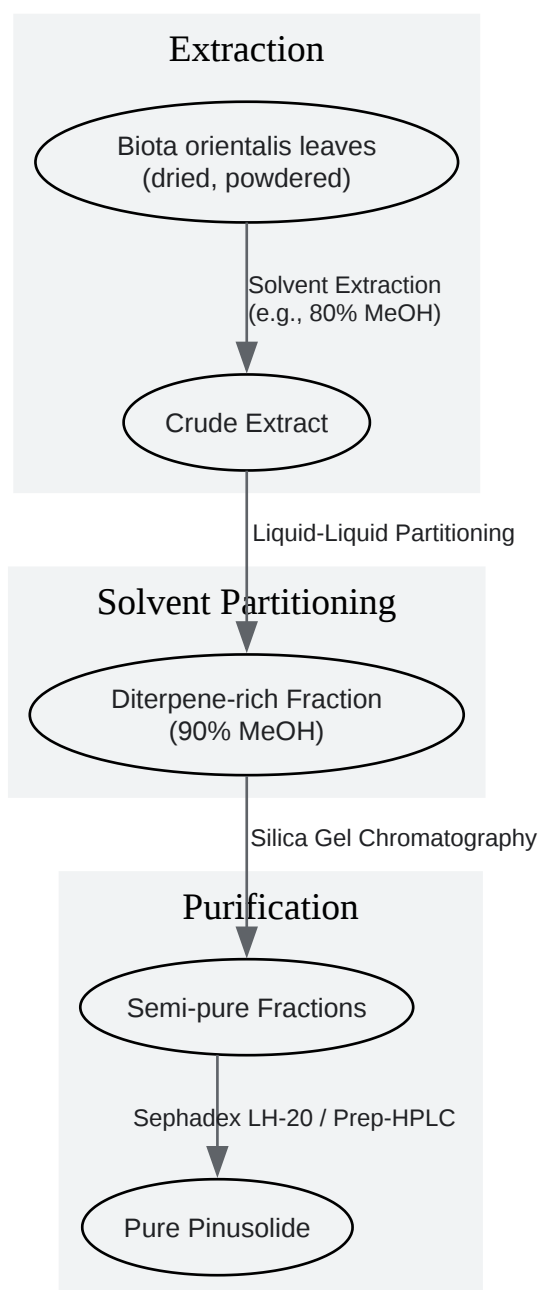 Extraction
Biota orientalis leaves
(dried, powdered)
Solvent Extraction
(e.g., 80% MeOH)
Crude Extract
Liquid-Liquid Partitioning
Solvent Partitioning
Diterpene-rich Fraction
(90% MeOH)
Silica Gel Chromatography
Purification
Semi-pure Fractions
Sephadex LH-20 / Prep-HPLC
Pure Pinusolide